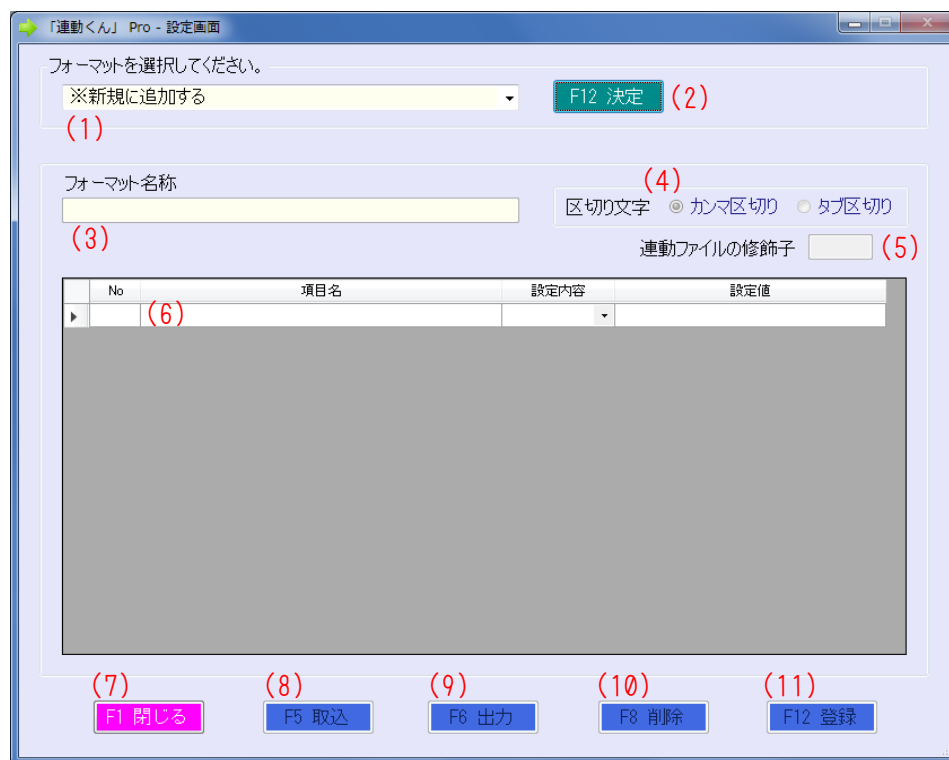 「連動くん」 Pro - 設定画面
フォーマットを選択してください。
※新規に追加する
F12 決定
(2)
(1)
フォーマット名称
(4)
区切り文字 カンマ区切り タブ区切り
(3)
連動ファイルの修飾子
(5)
No 項目名 設定内容 設定値
(6)
(7) (8) (9) (10) (11)
F1 閉じる F5 取込 F6 出力 F8 削除 F12 登録